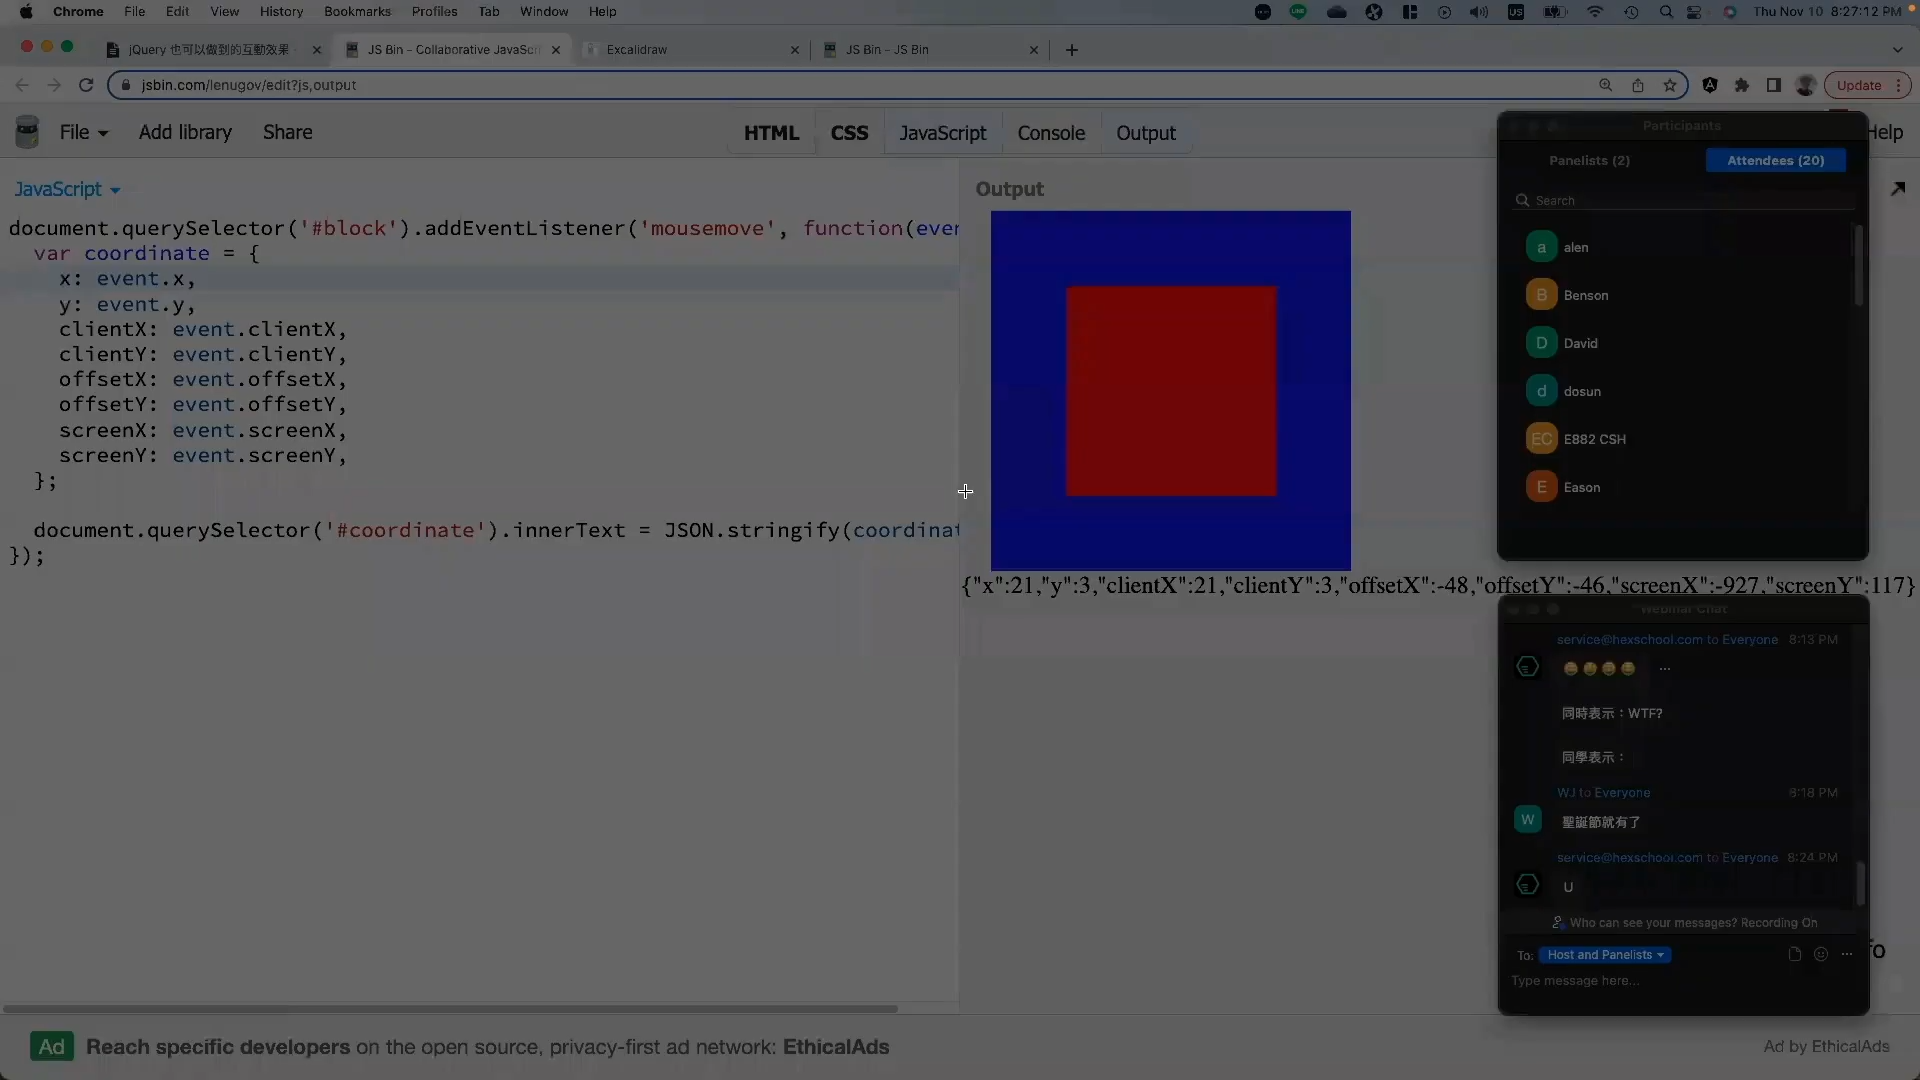 Chrome File Edit View History Bookmarks Profiles Tab Window Help
US
Thu Nov 10 8:27:12 PM
jQuery 也可以做到的互動效果
JS Bin - Collaborative JavaScri
Excalidraw
JS Bin - JS Bin
jsbin.com/lenugov/edit?js,output
Update
File
Add library
Share
HTML
CSS
JavaScript
Console
Output
Help
JavaScript
document.querySelector('#block').addEventListener('mousemove', function(even
var coordinate = {
x: event.x,
y: event.y,
clientX: event.clientX,
clientY: event.clientY,
offsetX: event.offsetX,
offsetY: event.offsetY,
screenX: event.screenX,
screenY: event.screenY,
};
document.querySelector('#coordinate').innerText = JSON.stringify(coordinat
});
Output
{"x":21,"y":3,"clientX":21,"clientY":3,"offsetX":-48,"offsetY":-46,"screenX":-927,"screenY":117}
Participants
Panelists (2)
Attendees (20)
Search
a alen
B Benson
D David
d dosun
EC E882 CSH
E Eason
Webinar Chat
service@hexschool.com to Everyone 8:13 PM
😄😄😄😄
...
同時表示：WTF?
同學表示：
WJ to Everyone 8:18 PM
W
聖誕節就有了
service@hexschool.com to Everyone 8:24 PM
U
Who can see your messages? Recording On
To: Host and Panelists
...
Type message here...
fo
Ad
Reach specific developers on the open source, privacy-first ad network: EthicalAds
Ad by EthicalAds